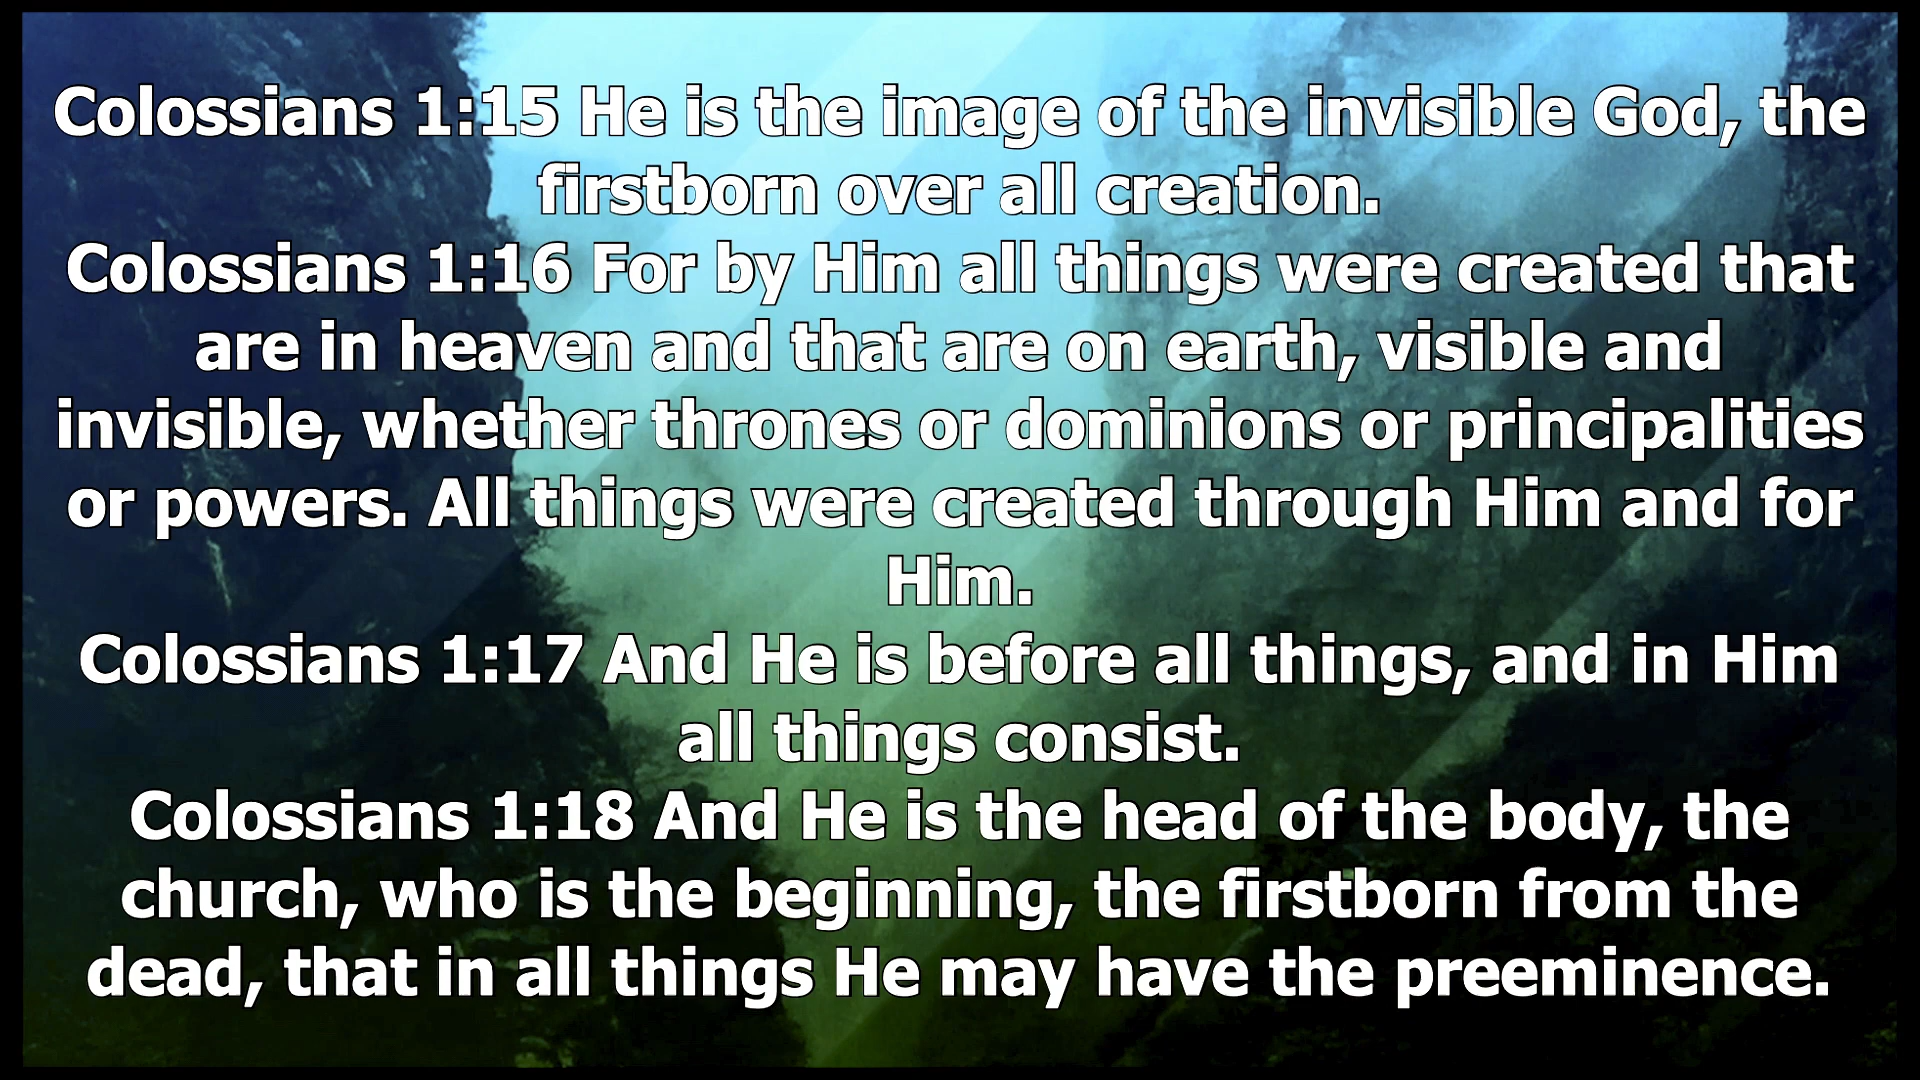 Colossians 1:15 He is the image of the invisible God, the
firstborn over all creation.
Colossians 1:16 For by Him all things were created that
are in heaven and that are on earth, visible and
invisible, whether thrones or dominions or principalities
or powers. All things were created through Him and for
Him.
Colossians 1:17 And He is before all things, and in Him
all things consist.
Colossians 1:18 And He is the head of the body, the
church, who is the beginning, the firstborn from the
dead, that in all things He may have the preeminence.